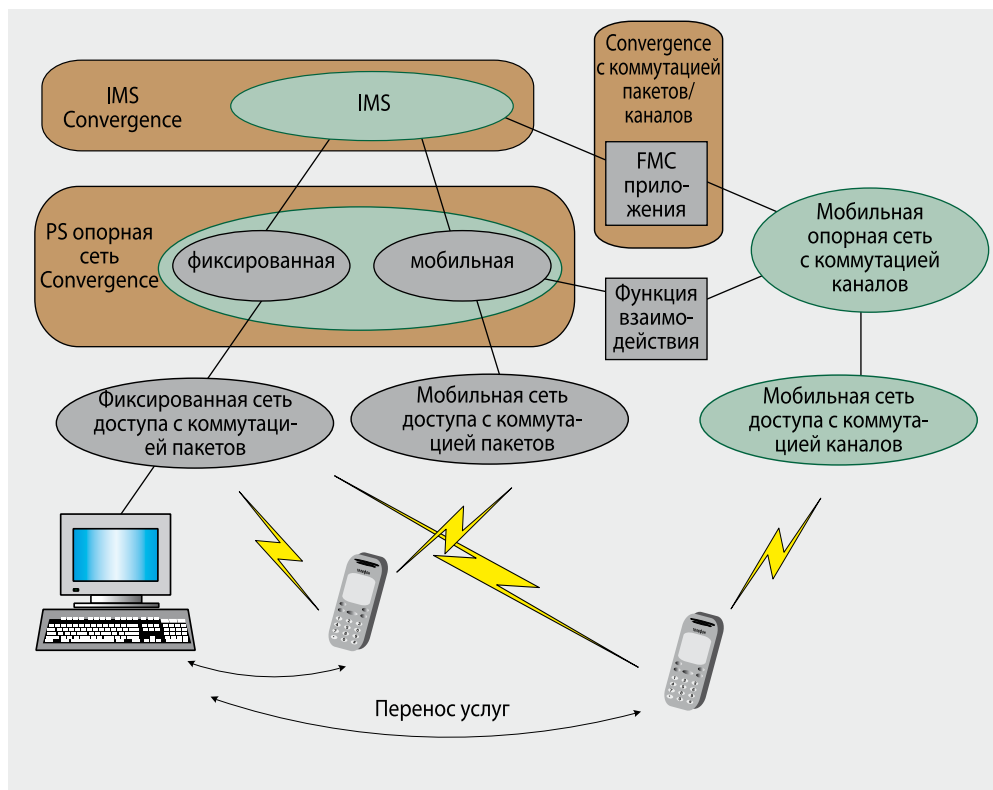 IMS
Convergence
IMS
Convergence
с коммутацией
пакетов/
каналов
FMC
прило-
жения
PS опорная
сеть
Convergence
фиксированная
мобильная
Функция
взаимо-
действия
Мобильная
опорная сеть
с коммутацией
каналов
Фиксированная сеть
доступа с коммутаци-
ей пакетов
Мобильная сеть
доступа с коммута-
цией пакетов
Мобильная сеть
доступа с коммута-
цией каналов
Перенос услуг